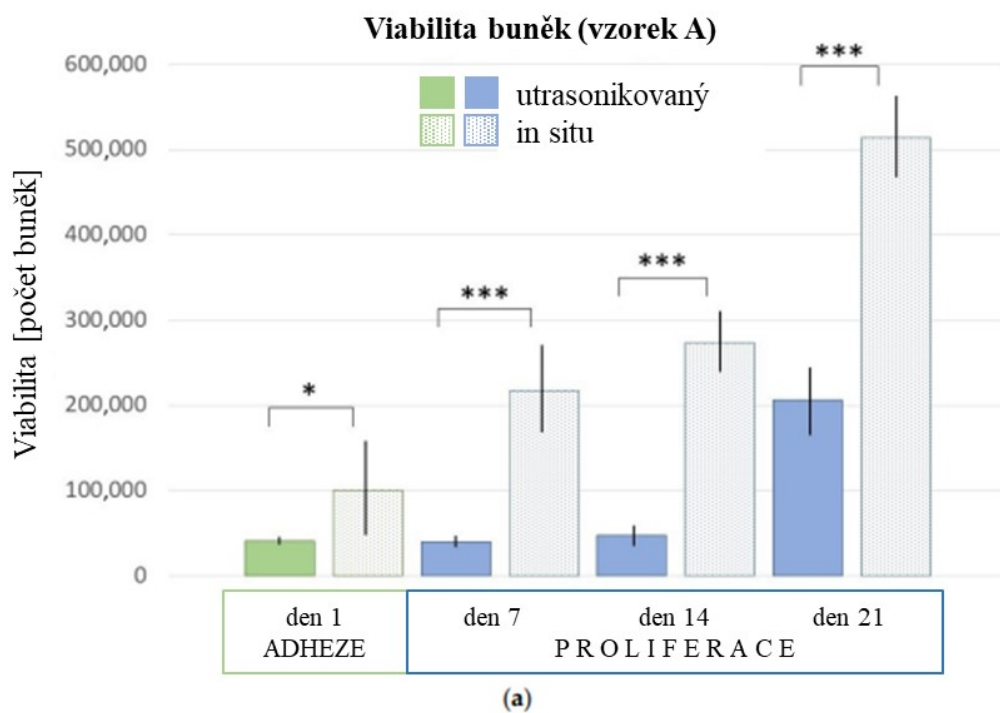 Viabilita buněk (vzorek A)
***
600,000
utrasonikovaný
in situ
500,000
400,000
***
***
300,000
*
200,000
100,000
0
Viabilita [počet buněk]
den 1
den 7
den 14
den 21
ADHEZE
P R O L I F E R A C E
(a)